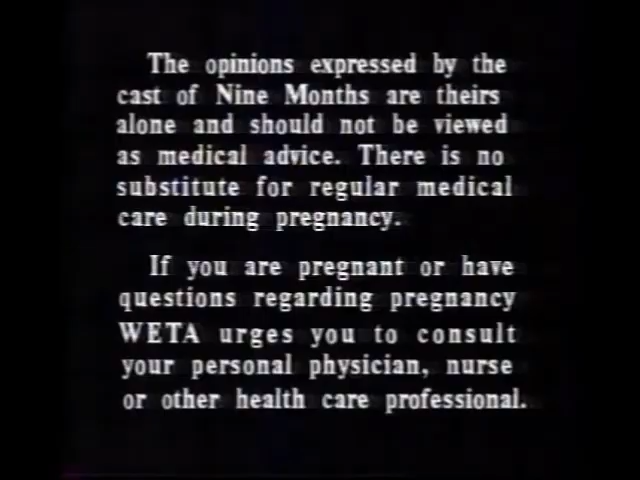 The opinions expressed by the
cast of Nine Months are theirs
alone and should not be viewed
as medical advice. There is no
substitute for regular medical
care during pregnancy.
If you are pregnant or have
questions regarding pregnancy
WETA urges you to consult
your personal physician, nurse
or other health care professional.